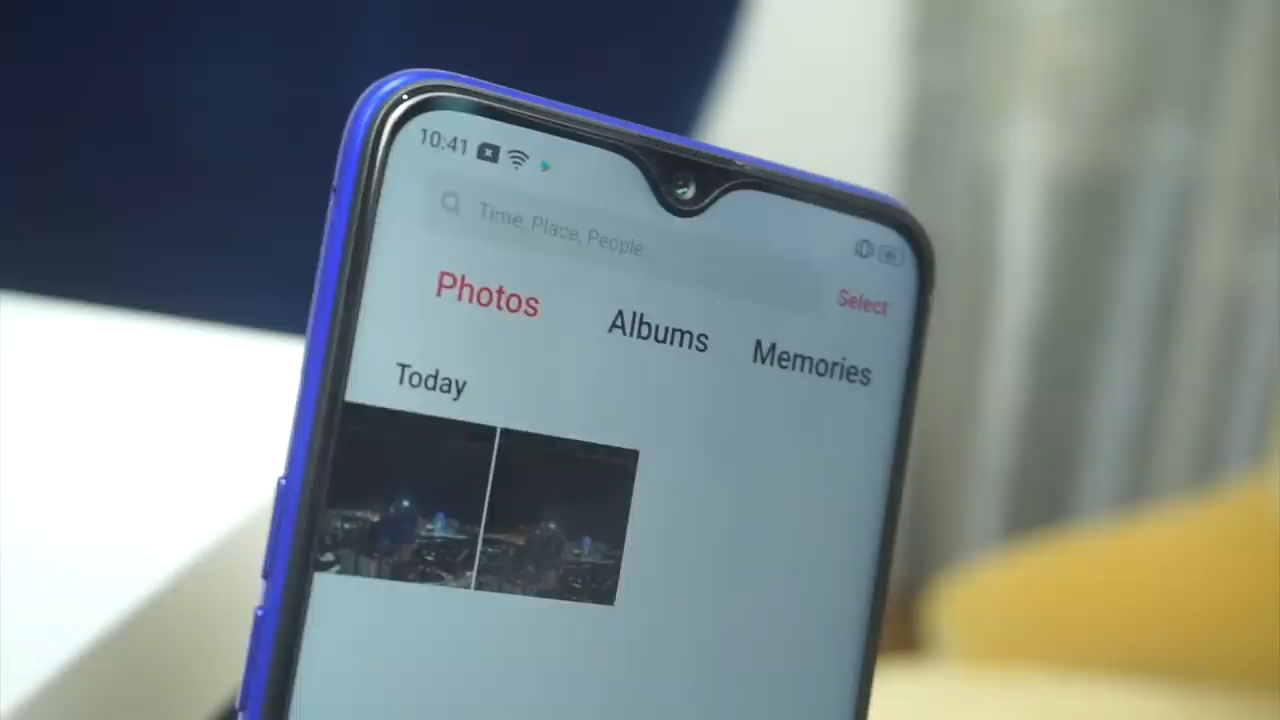 10:41
Time, Place, People
Select
Photos
Albums
Memories
Today